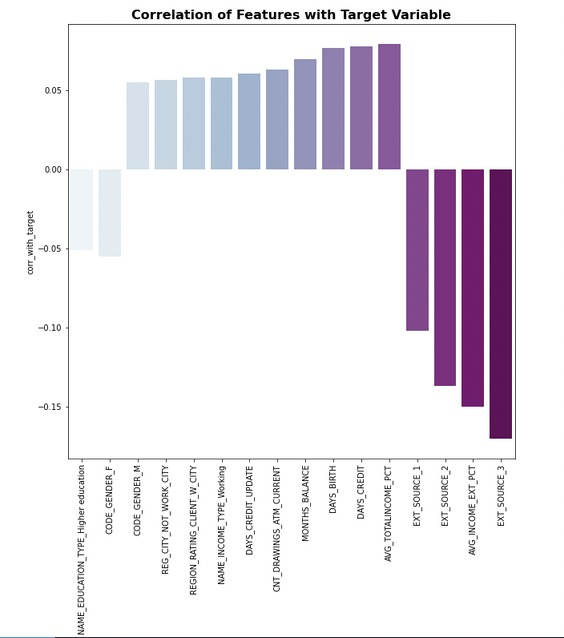 Correlation of Features with Target Variable
corr_with_target
0.05
0.00
−0.05
−0.10
−0.15
NAME_EDUCATION_TYPE_Higher education
CODE_GENDER_F
CODE_GENDER_M
REG_CITY_NOT_WORK_CITY
REGION_RATING_CLIENT_W_CITY
NAME_INCOME_TYPE_Working
DAYS_CREDIT_UPDATE
CNT_DRAWINGS_ATM_CURRENT
MONTHS_BALANCE
DAYS_BIRTH
DAYS_CREDIT
AVG_TOTALINCOME_PCT
EXT_SOURCE_1
EXT_SOURCE_2
AVG_INCOME_EXT_PCT
EXT_SOURCE_3